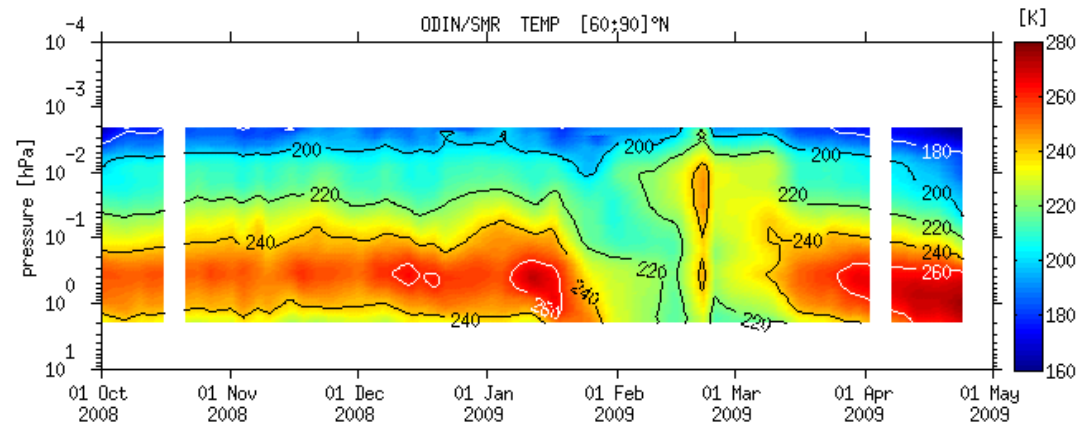 ODIN/SMR TEMP [60;90]°N
[K]
10 -4
10 -3
10 -2
10 -1
10 0
10 1
pressure [hPa]
200
200
200
180
200
220
220
220
220
240
240
240
240
240
220
260
260
220
01 Oct 2008
01 Nov 2008
01 Dec 2008
01 Jan 2009
01 Feb 2009
01 Mar 2009
01 Apr 2009
01 May 2009
280
260
240
220
200
180
160